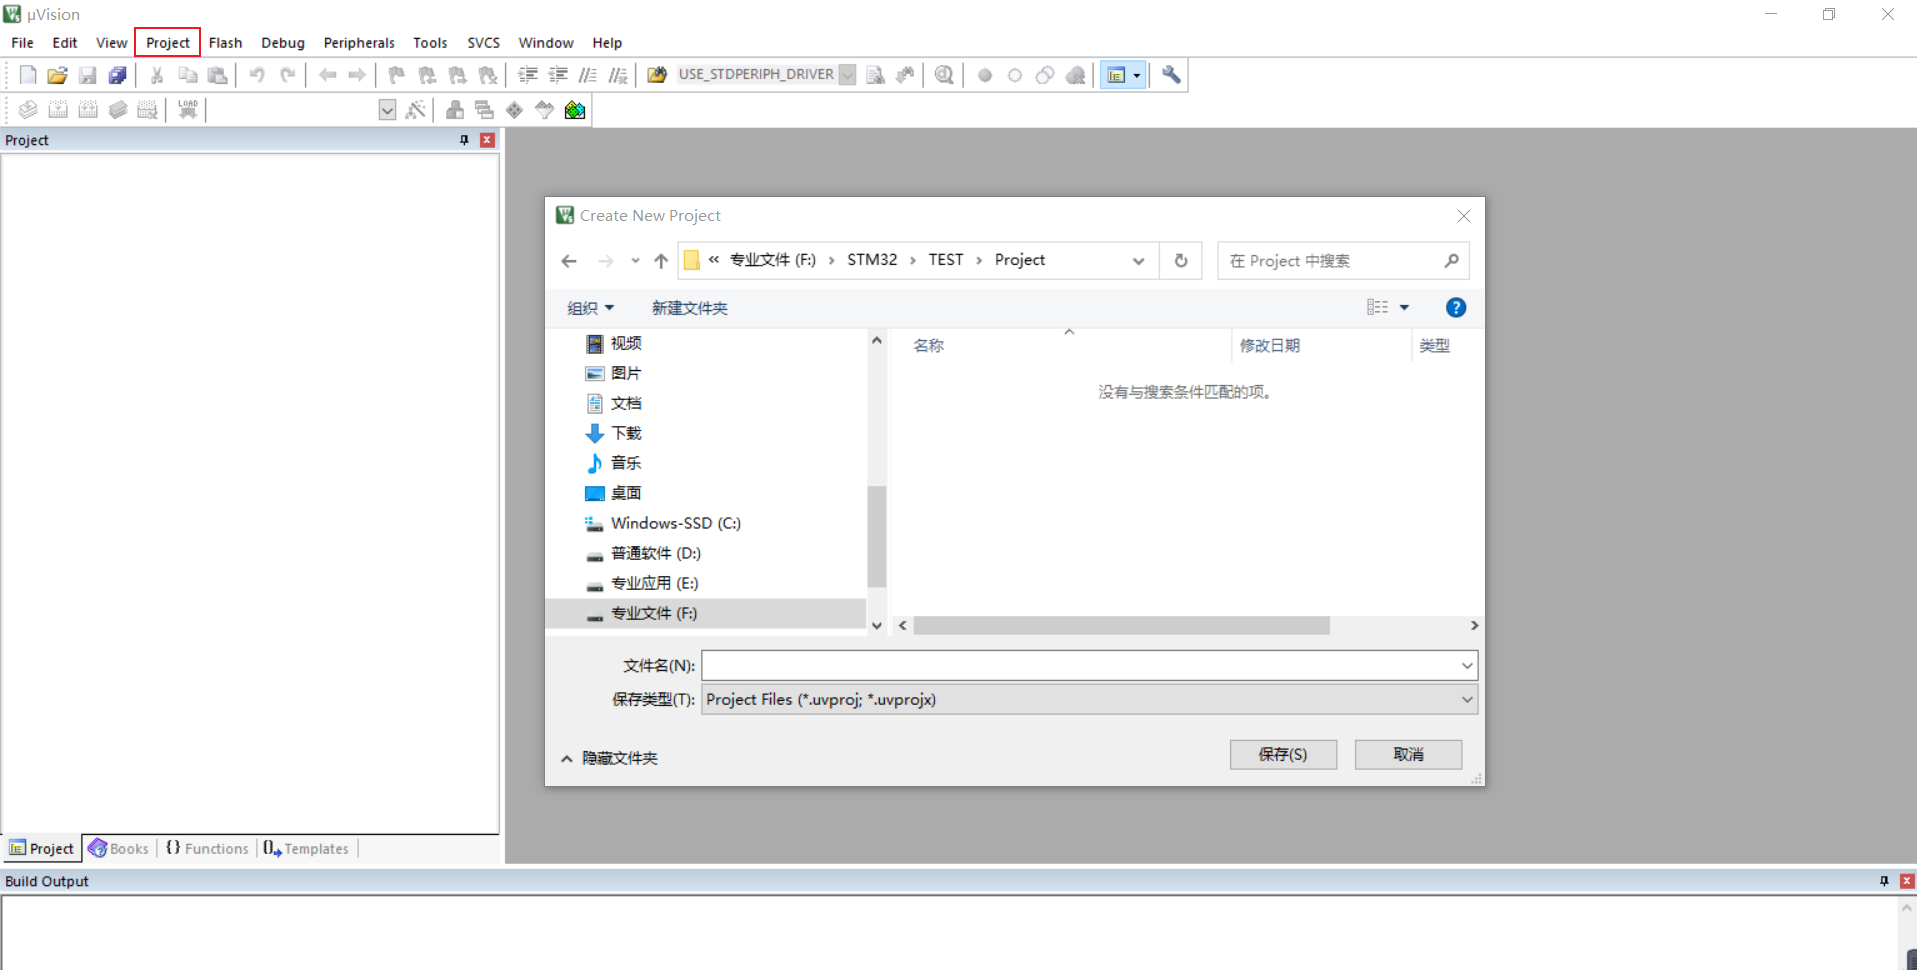 μVision
File Edit View Project Flash Debug Peripherals Tools SVCS Window Help
USE_STDPERIPH_DRIVER
LOAD
Project
Create New Project
« 专业文件 (F:) › STM32 › TEST › Project
在 Project 中搜索
组织
新建文件夹
视频
图片
文档
下载
音乐
桌面
Windows-SSD (C:)
普通软件 (D:)
专业应用 (E:)
专业文件 (F:)
名称 修改日期 类型
没有与搜索条件匹配的项。
文件名(N):
保存类型(T): Project Files (*.uvproj; *.uvprojx)
隐藏文件夹
保存(S) 取消
Project Books {} Functions Templates
Build Output